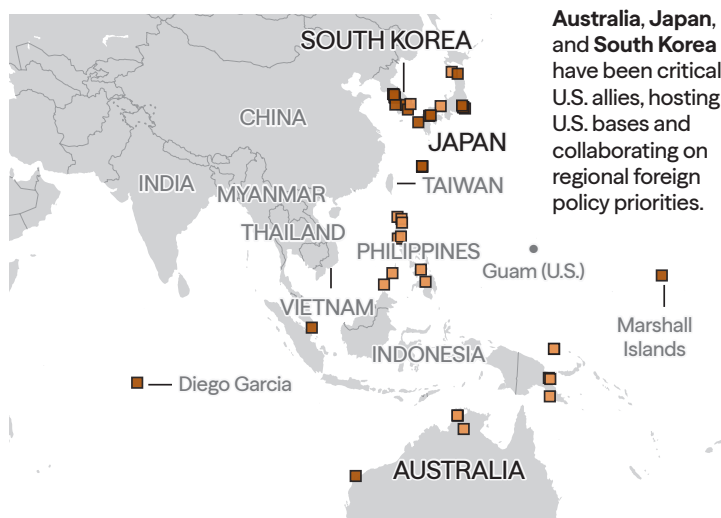 Australia, Japan,
and South Korea
have been critical
U.S. allies, hosting
U.S. bases and
collaborating on
regional foreign
policy priorities.
SOUTH KOREA
CHINA
JAPAN
INDIA
MYANMAR
TAIWAN
THAILAND
PHILIPPINES
Guam (U.S.)
VIETNAM
Marshall
Islands
INDONESIA
Diego Garcia
AUSTRALIA